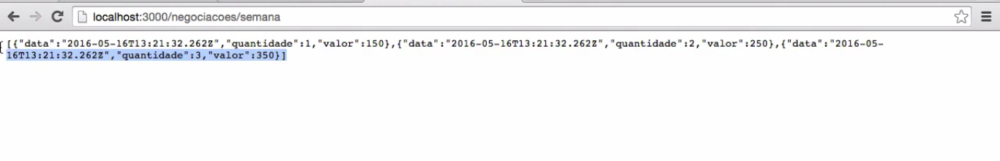 localhost:3000/negociacoes/semana
[{"data":"2016-05-16T13:21:32.262Z","quantidade":1,"valor":150},{"data":"2016-05-16T13:21:32.262Z","quantidade":2,"valor":250},{"data":"2016-05-
16T13:21:32.262Z","quantidade":3,"valor":350}]